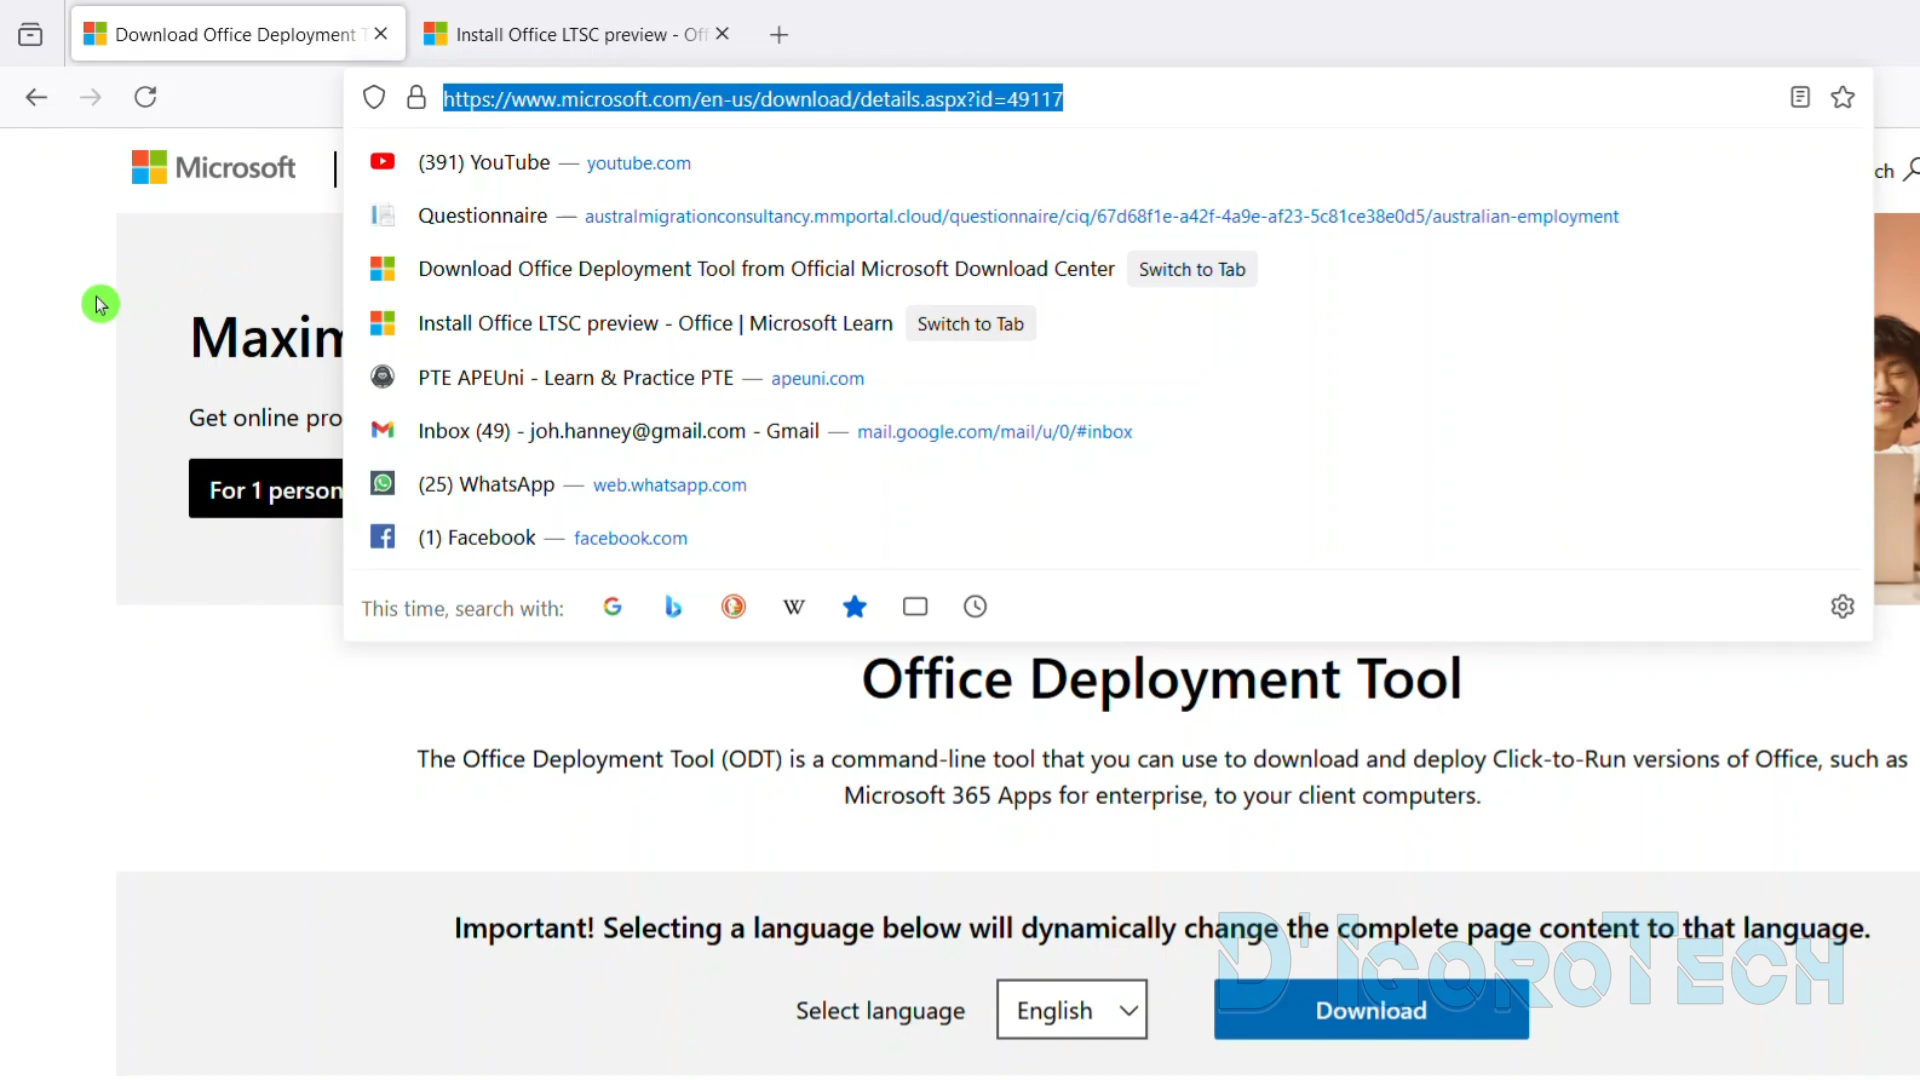 Download Office Deployment T
Install Office LTSC preview - Off
https://www.microsoft.com/en-us/download/details.aspx?id=49117
(391) YouTube — youtube.com
Questionnaire — australmigrationconsultancy.mmportal.cloud/questionnaire/ciq/67d68f1e-a42f-4a9e-af23-5c81ce38e0d5/australian-employment
Download Office Deployment Tool from Official Microsoft Download Center Switch to Tab
Install Office LTSC preview - Office | Microsoft Learn Switch to Tab
PTE APEUni - Learn & Practice PTE — apeuni.com
Inbox (49) - joh.hanney@gmail.com - Gmail — mail.google.com/mail/u/0/#inbox
(25) WhatsApp — web.whatsapp.com
(1) Facebook — facebook.com
This time, search with:
Microsoft
ch
Maxim
Get online pro
For 1 person
Office Deployment Tool
The Office Deployment Tool (ODT) is a command-line tool that you can use to download and deploy Click-to-Run versions of Office, such as
Microsoft 365 Apps for enterprise, to your client computers.
Important! Selecting a language below will dynamically change the complete page content to that language.
Select language English Download
D'IGOROTECH